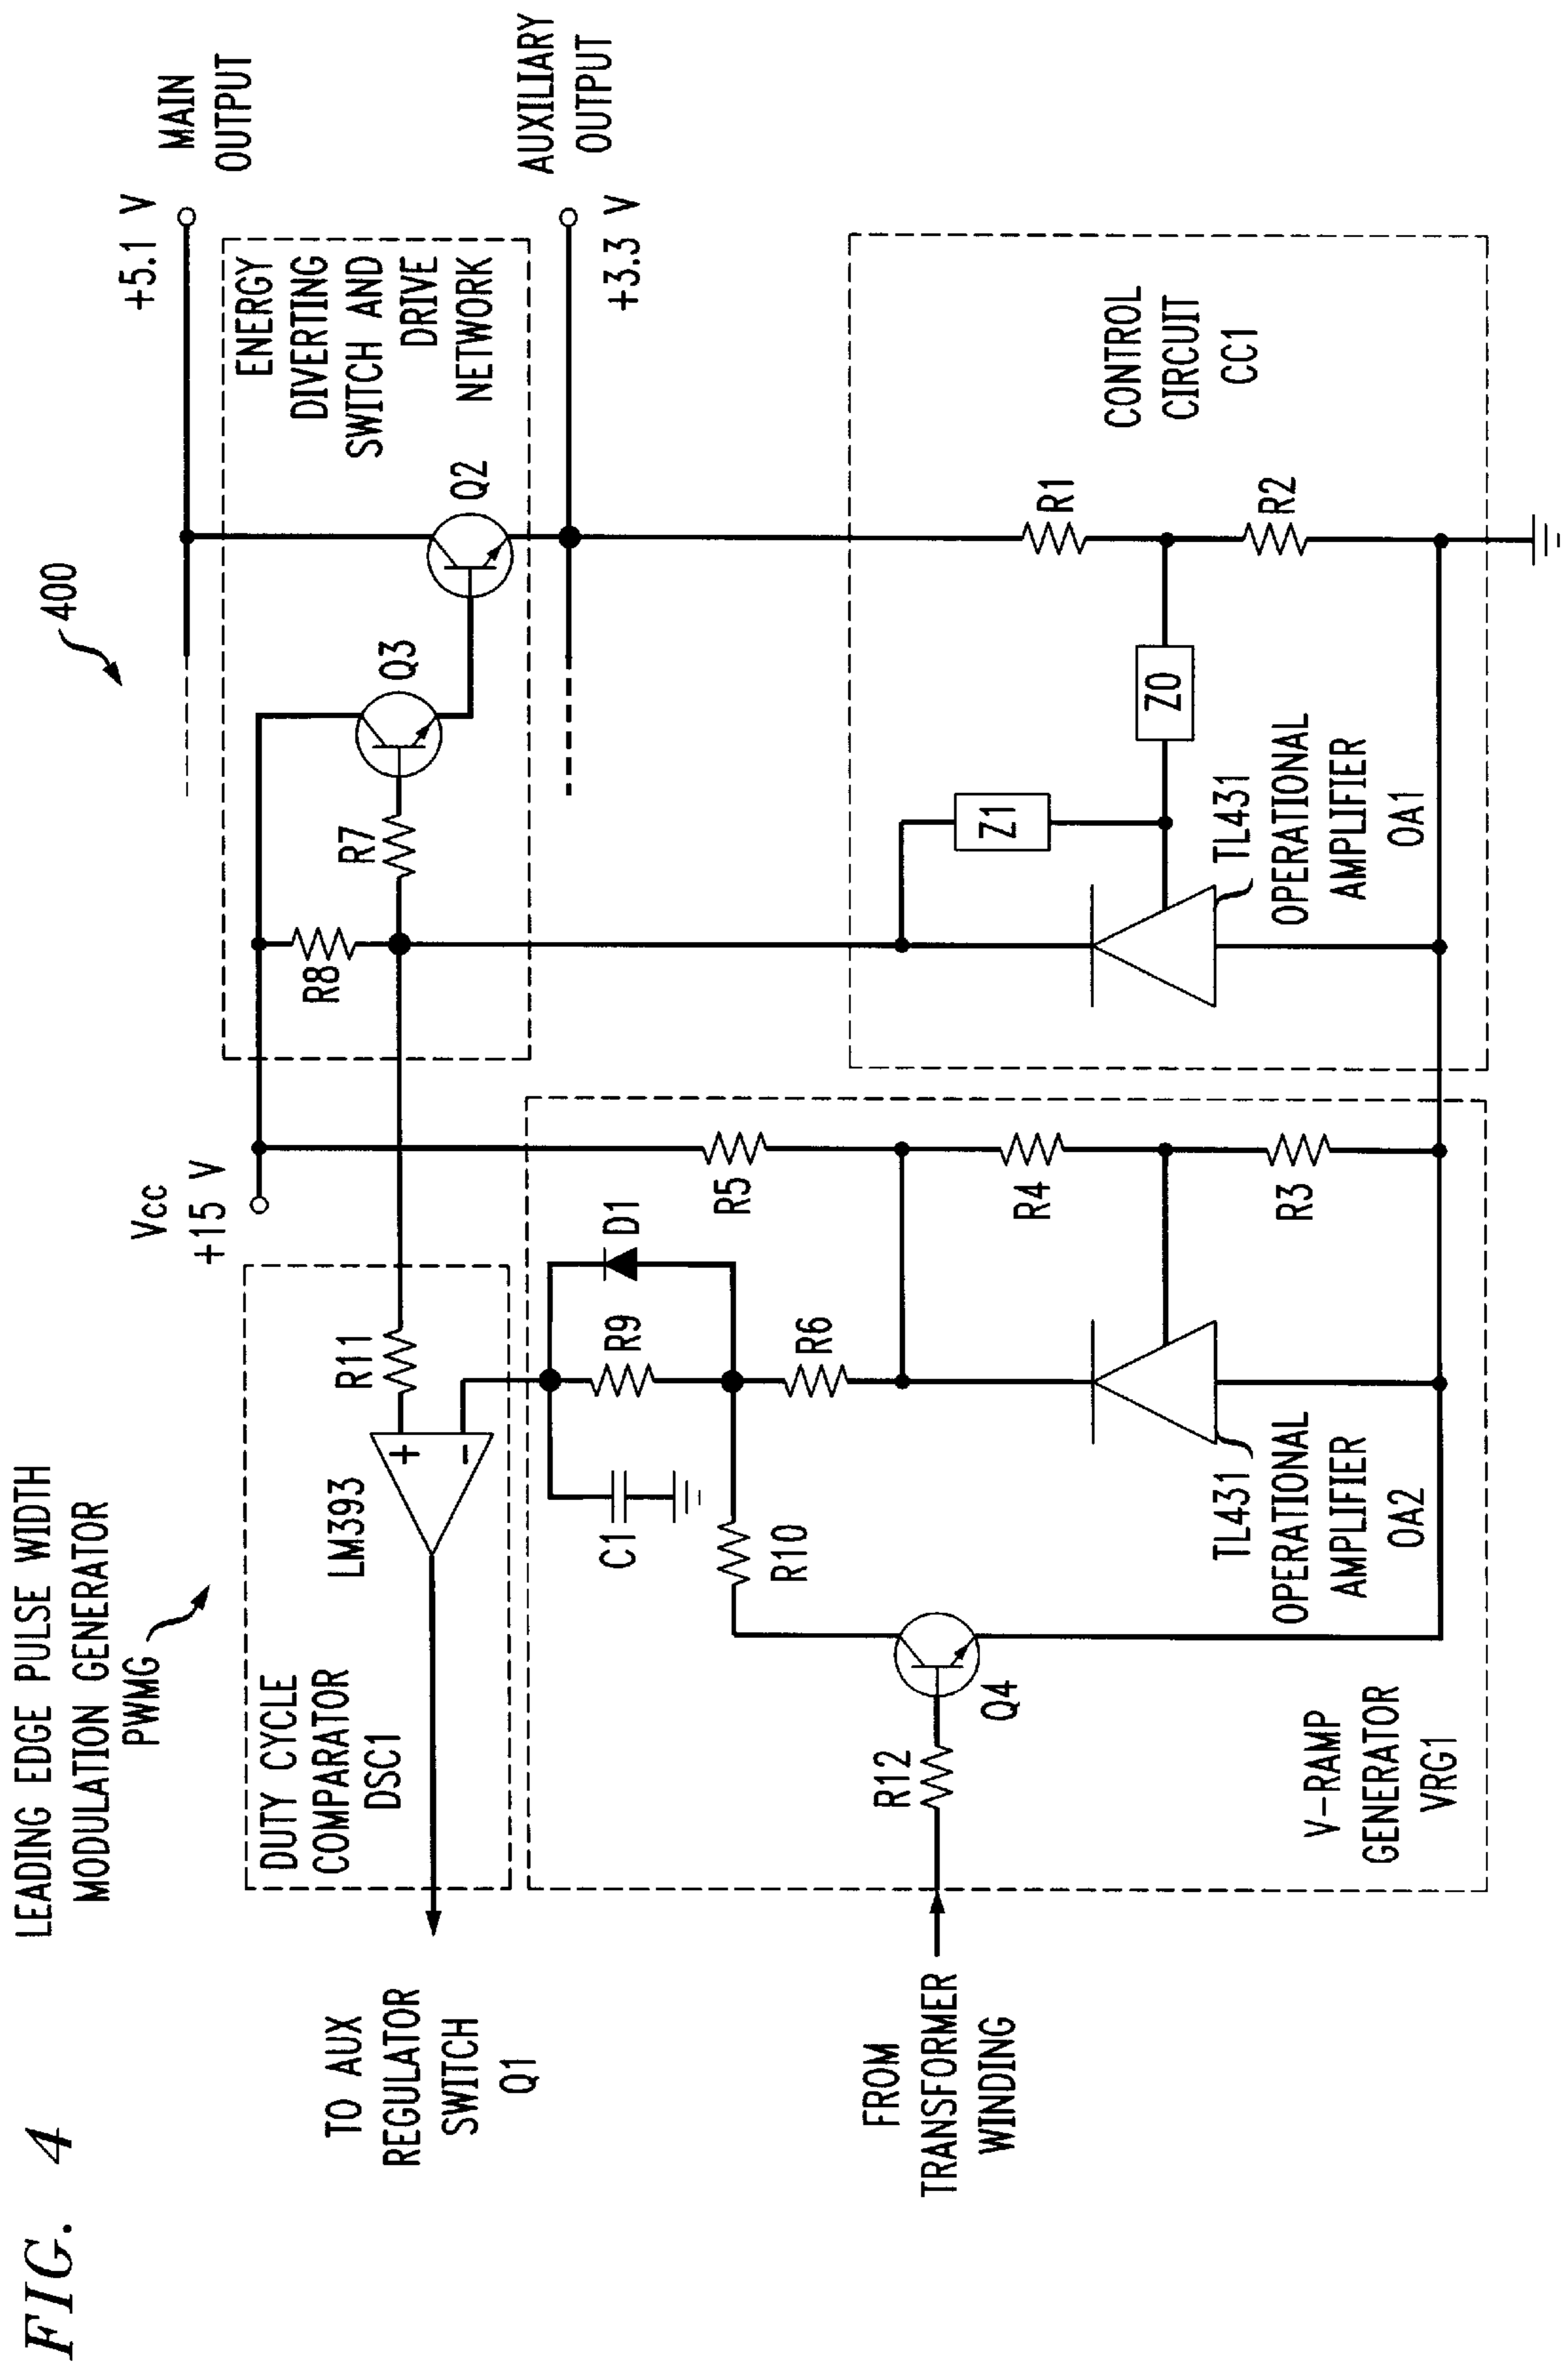 FIG. 4
LEADING EDGE PULSE WIDTH
MODULATION GENERATOR
PWMG
400
TO AUX
REGULATOR
SWITCH
Q1
DUTY CYCLE
COMPARATOR
DSC1
LM393
+
-
R11
Vcc
+15 V
R8
R7
Q3
Q2
ENERGY
DIVERTING
SWITCH AND
DRIVE
NETWORK
+5.1 V
MAIN
OUTPUT
AUXILIARY
OUTPUT
+3.3 V
FROM
TRANSFORMER
WINDING
R12
Q4
C1
R10
R9
D1
R6
R5
R4
R3
TL431
OPERATIONAL
AMPLIFIER
OA2
V-RAMP
GENERATOR
VRG1
Z1
Z0
TL431
OPERATIONAL
AMPLIFIER
OA1
R1
R2
CONTROL
CIRCUIT
CC1